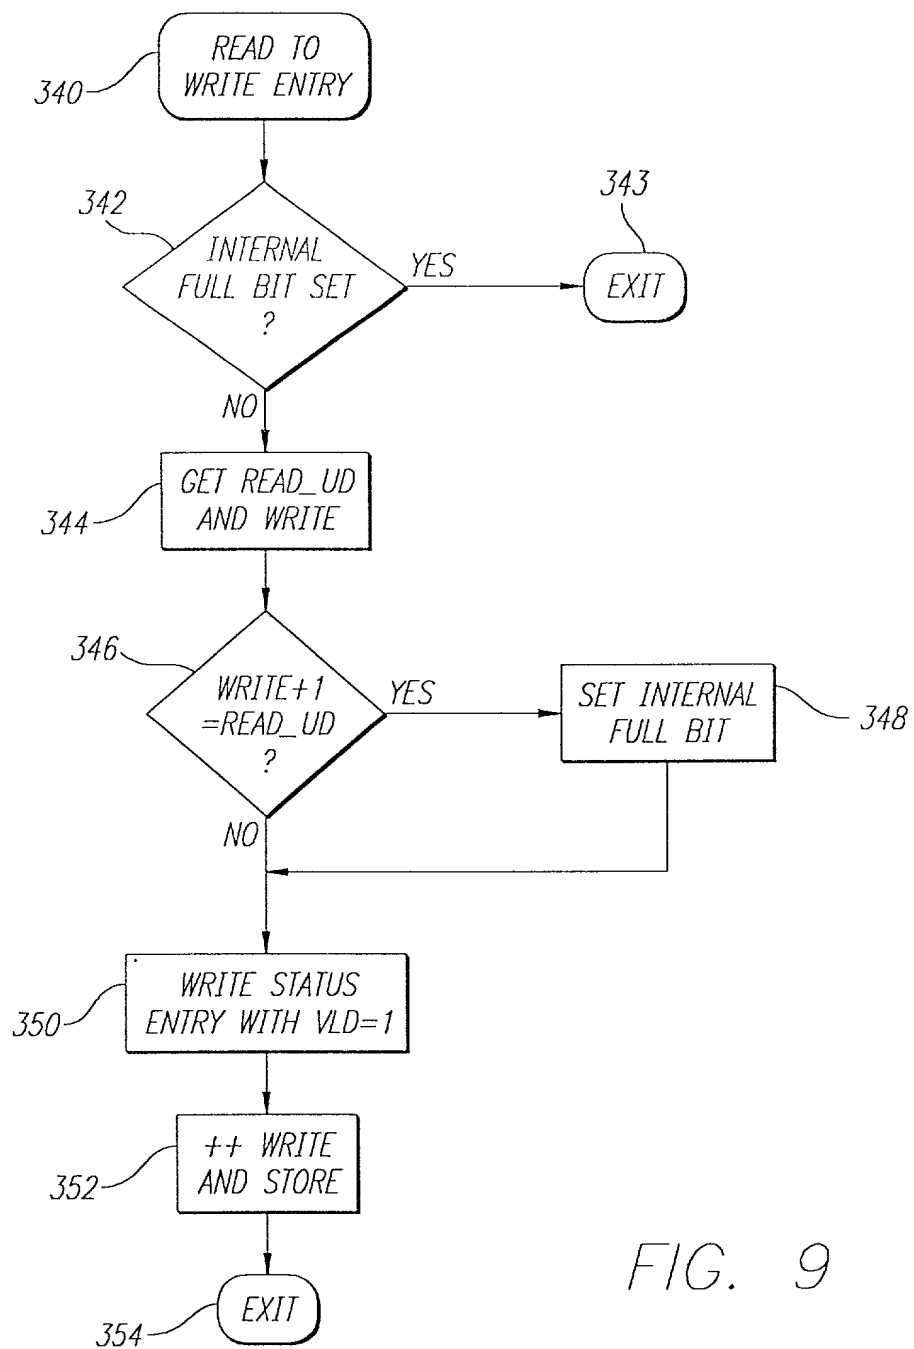 READ TO
WRITE ENTRY
340
342
INTERNAL
FULL BIT SET
?
YES
343
EXIT
NO
344
GET READ_UD
AND WRITE
346
WRITE+1
=READ_UD
?
YES
SET INTERNAL
FULL BIT
348
NO
350
WRITE STATUS
ENTRY WITH VLD=1
352
++ WRITE
AND STORE
354
EXIT
FIG. 9